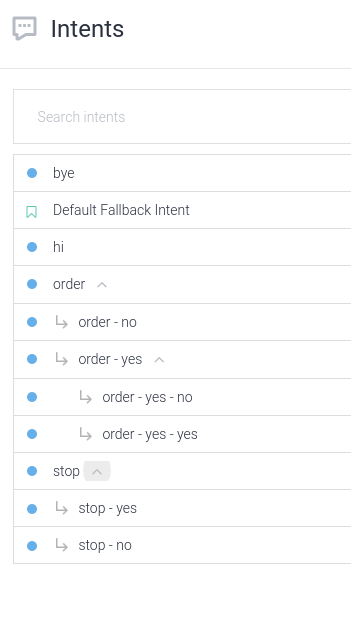 Intents
Search intents
bye
Default Fallback Intent
hi
order
order - no
order - yes
order - yes - no
order - yes - yes
stop
stop - yes
stop - no